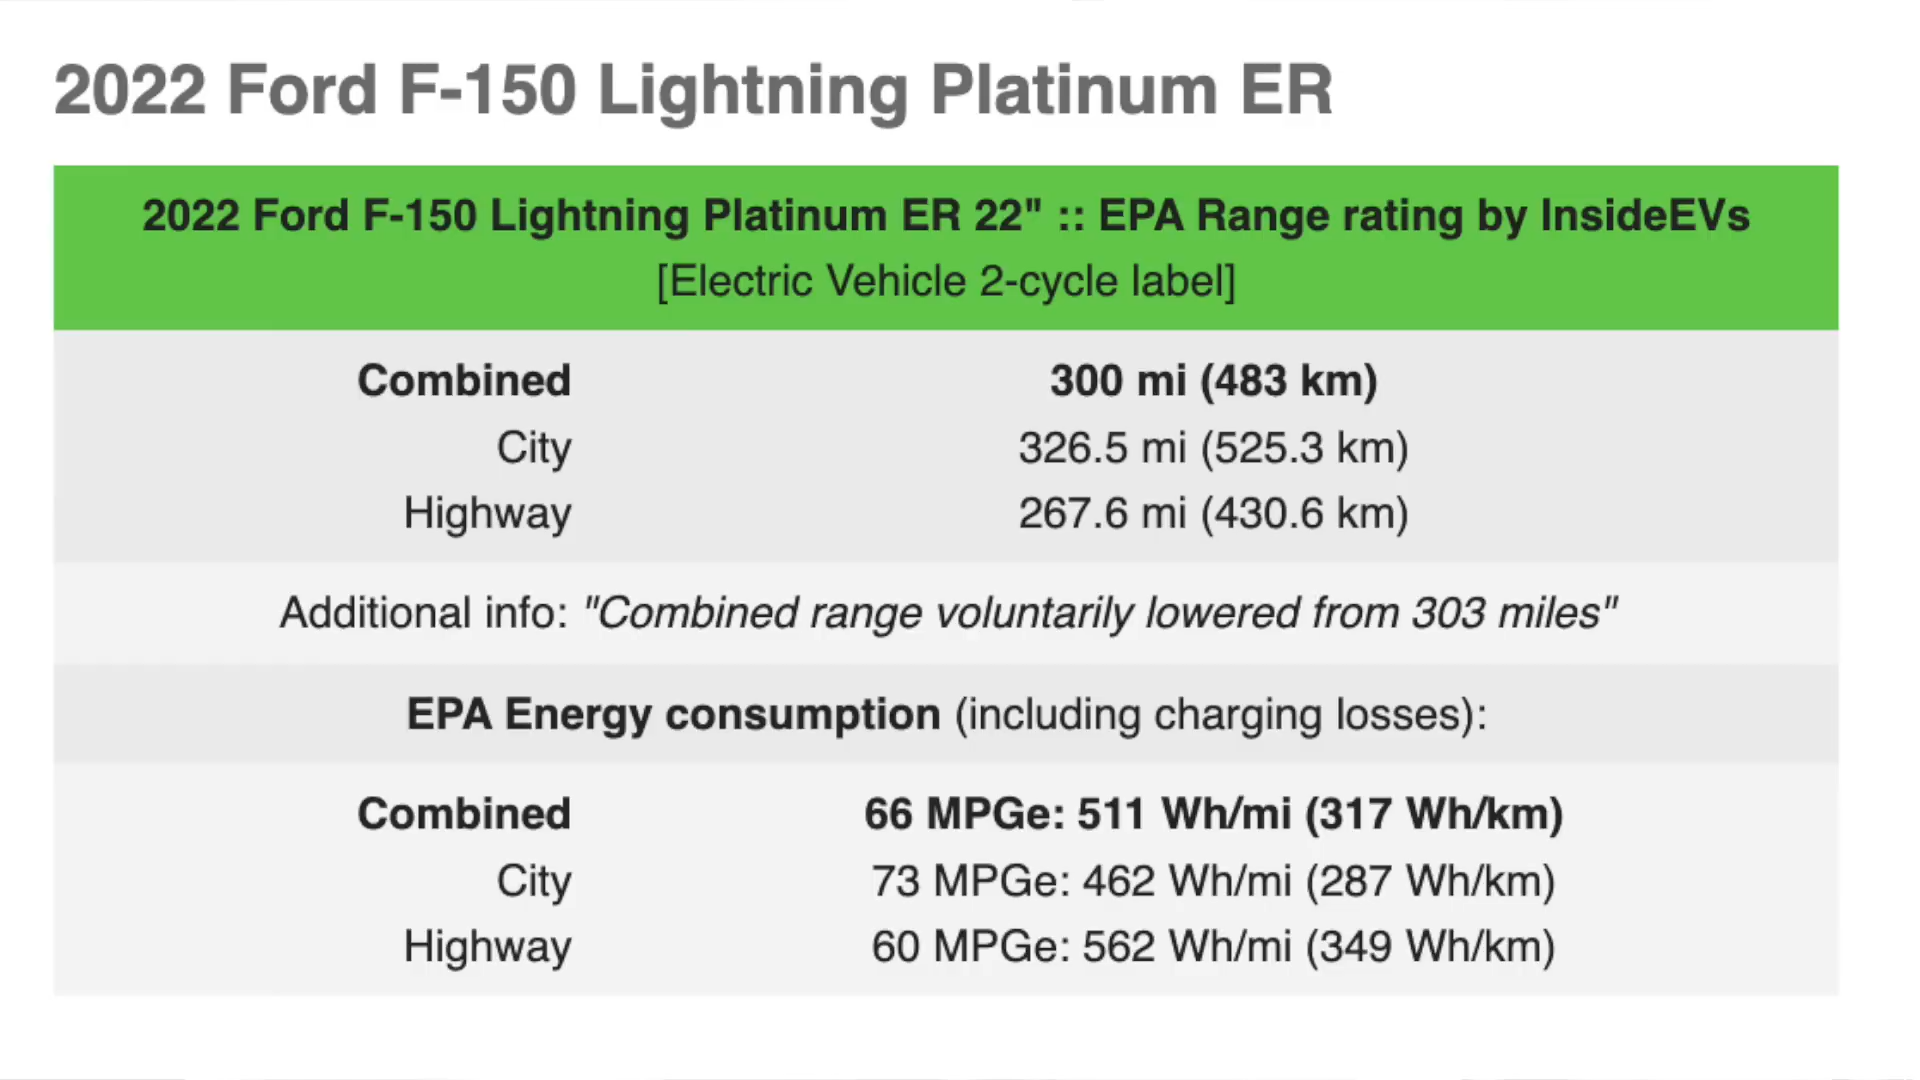 2022 Ford F-150 Lightning Platinum ER
2022 Ford F-150 Lightning Platinum ER 22" :: EPA Range rating by InsideEVs
[Electric Vehicle 2-cycle label]
Combined 300 mi (483 km)
City 326.5 mi (525.3 km)
Highway 267.6 mi (430.6 km)
Additional info: "Combined range voluntarily lowered from 303 miles"
EPA Energy consumption (including charging losses):
Combined 66 MPGe: 511 Wh/mi (317 Wh/km)
City 73 MPGe: 462 Wh/mi (287 Wh/km)
Highway 60 MPGe: 562 Wh/mi (349 Wh/km)